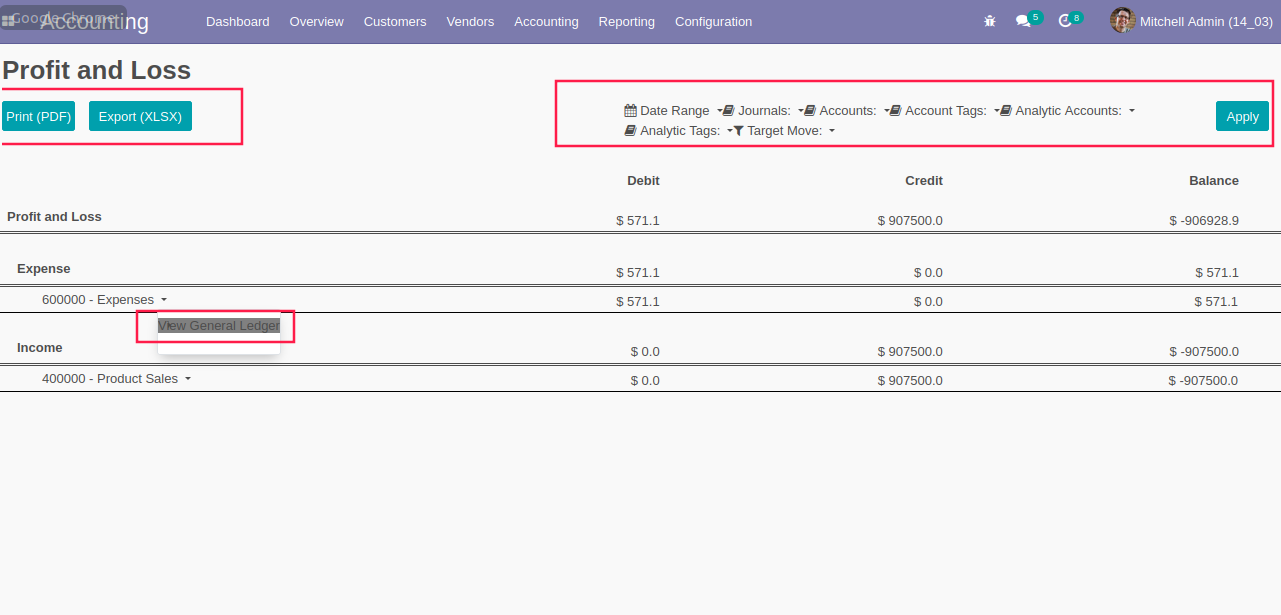 Google Chrome
Accounting Dashboard Overview Customers Vendors Accounting Reporting Configuration 5 8 Mitchell Admin (14_03)
Profit and Loss
Print (PDF) Export (XLSX)
Date Range Journals: Accounts: Account Tags: Analytic Accounts:
Analytic Tags: Target Move:
Apply
Debit Credit Balance
Profit and Loss $ 571.1 $ 907500.0 $ -906928.9
Expense $ 571.1 $ 0.0 $ 571.1
600000 - Expenses $ 571.1 $ 0.0 $ 571.1
View General Ledger
Income $ 0.0 $ 907500.0 $ -907500.0
400000 - Product Sales $ 0.0 $ 907500.0 $ -907500.0